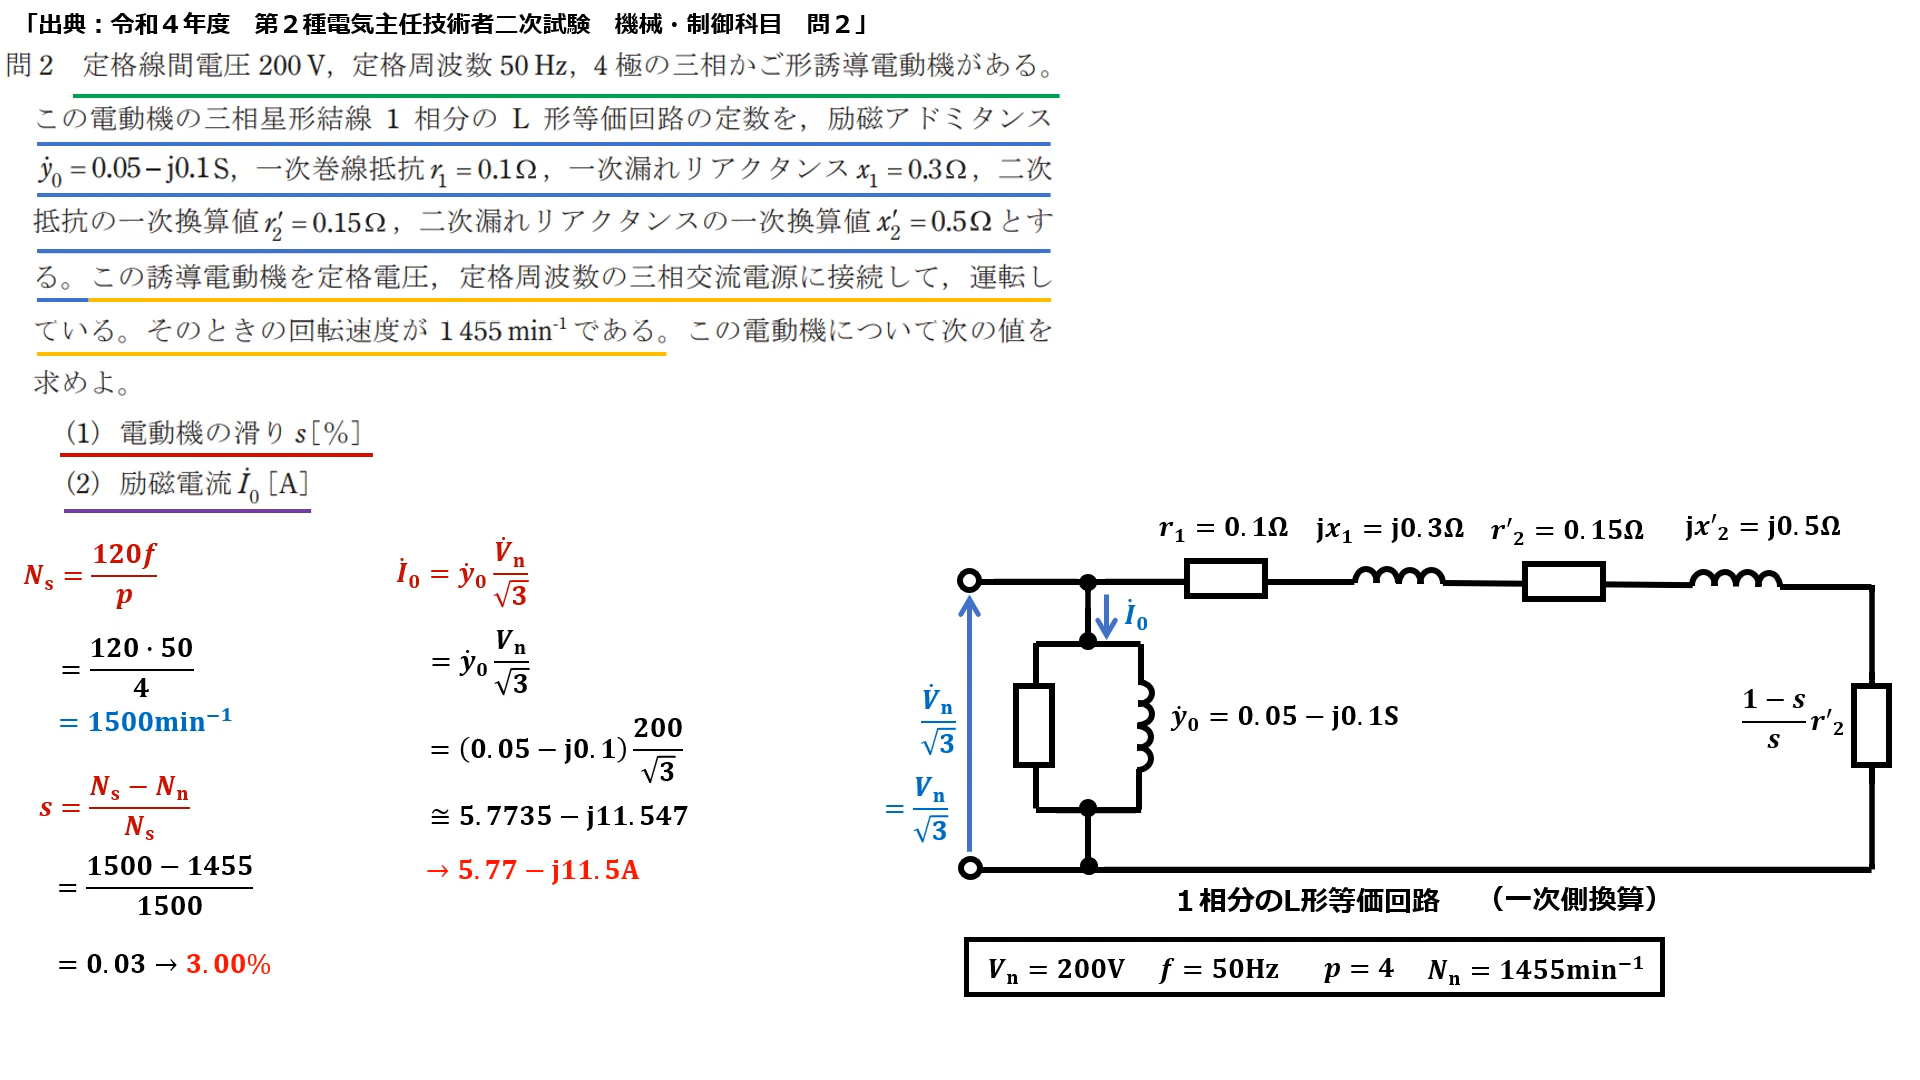 「出典：令和４年度　第２種電気主任技術者二次試験　機械・制御科目　問２」
問2　定格線間電圧 200 V，定格周波数 50 Hz，4 極の三相かご形誘導電動機がある。
この電動機の三相星形結線 1 相分の L 形等価回路の定数を，励磁アドミタンス
ẏ₀ = 0.05 − j0.1 S，一次巻線抵抗 r₁ = 0.1 Ω，一次漏れリアクタンス x₁ = 0.3 Ω，二次
抵抗の一次換算値 r₂′ = 0.15 Ω，二次漏れリアクタンスの一次換算値 x₂′ = 0.5 Ω とす
る。この誘導電動機を定格電圧，定格周波数の三相交流電源に接続して，運転し
ている。そのときの回転速度が 1 455 min⁻¹ である。この電動機について次の値を
求めよ。
(1) 電動機の滑り s [%]
(2) 励磁電流 İ₀ [A]
Nₛ = 120f / p
= 120 · 50 / 4
= 1500min⁻¹
s = (Nₛ − Nₙ) / Nₛ
= (1500 − 1455) / 1500
= 0.03 → 3.00%
İ₀ = ẏ₀ V̇ₙ / √3
= ẏ₀ Vₙ / √3
= (0.05 − j0.1) 200 / √3
≅ 5.7735 − j11.547
→ 5.77 − j11.5A
r₁ = 0.1Ω　jx₁ = j0.3Ω　r′₂ = 0.15Ω　jx′₂ = j0.5Ω
İ₀
V̇ₙ / √3
= Vₙ / √3
ẏ₀ = 0.05 − j0.1S
(1 − s) / s r′₂
１相分のL形等価回路　（一次側換算）
Vₙ = 200V　f = 50Hz　p = 4　Nₙ = 1455min⁻¹